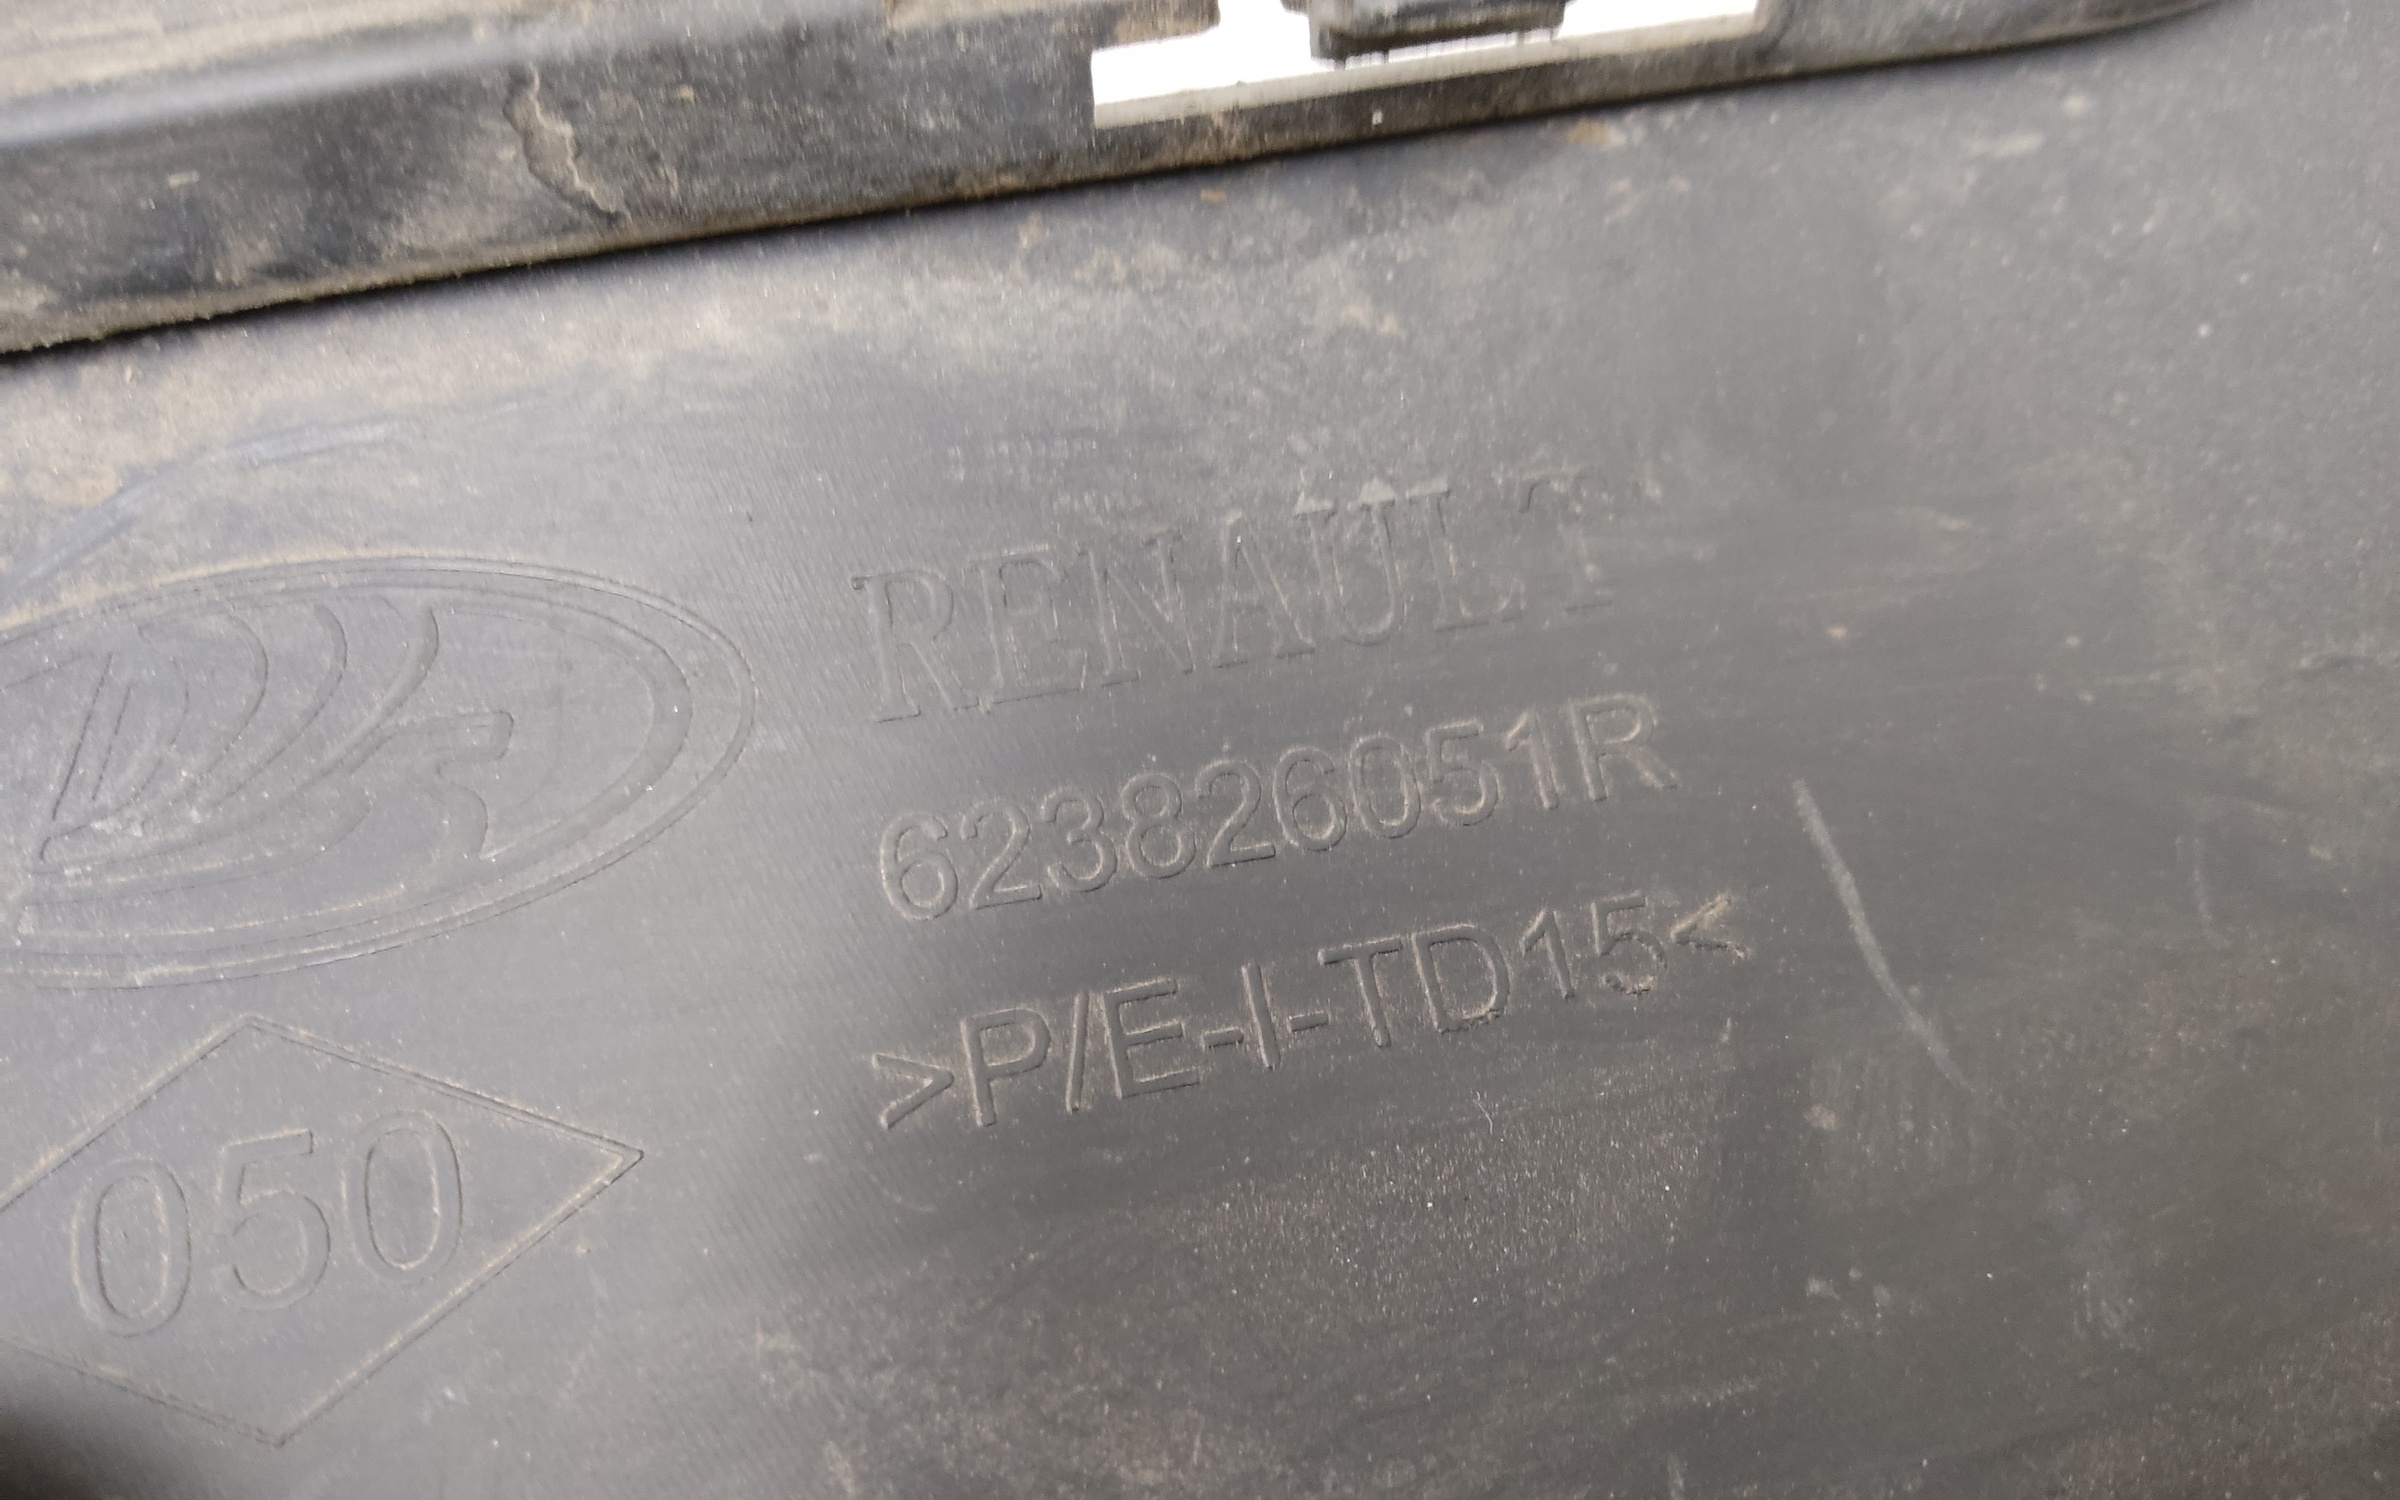 RENAULT
623826051R
>P/E-I-TD15<
050